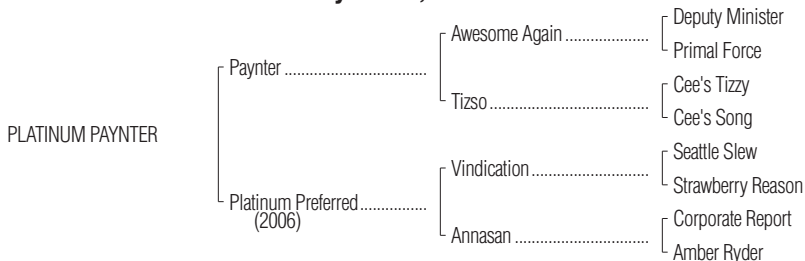 Deputy Minister
Awesome Again
Primal Force
Paynter
Cee's Tizzy
Tizso
Cee's Song
PLATINUM PAYNTER
Seattle Slew
Vindication
Strawberry Reason
Platinum Preferred
(2006)
Corporate Report
Annasan
Amber Ryder